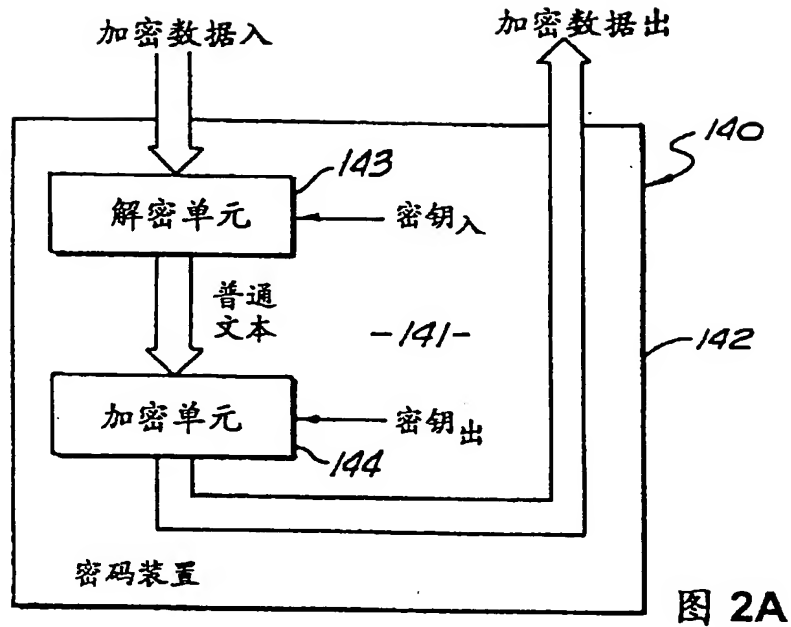 加密数据入
加密数据出
140
143
解密单元
密钥入
普通
文本
-141-
142
加密单元
密钥出
144
密码装置
图 2A